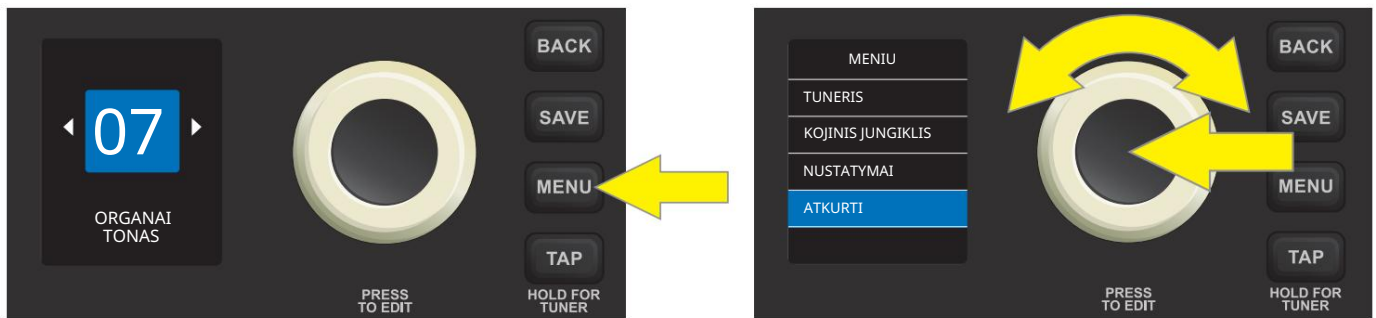 07
ORGANAI
TONAS
PRESS
TO EDIT
BACK
SAVE
MENU
TAP
HOLD FOR
TUNER
MENIU
TUNERIS
KOJINIS JUNGIKLIS
NUSTATYMAI
ATKURTI
PRESS
TO EDIT
BACK
SAVE
MENU
TAP
HOLD FOR
TUNER